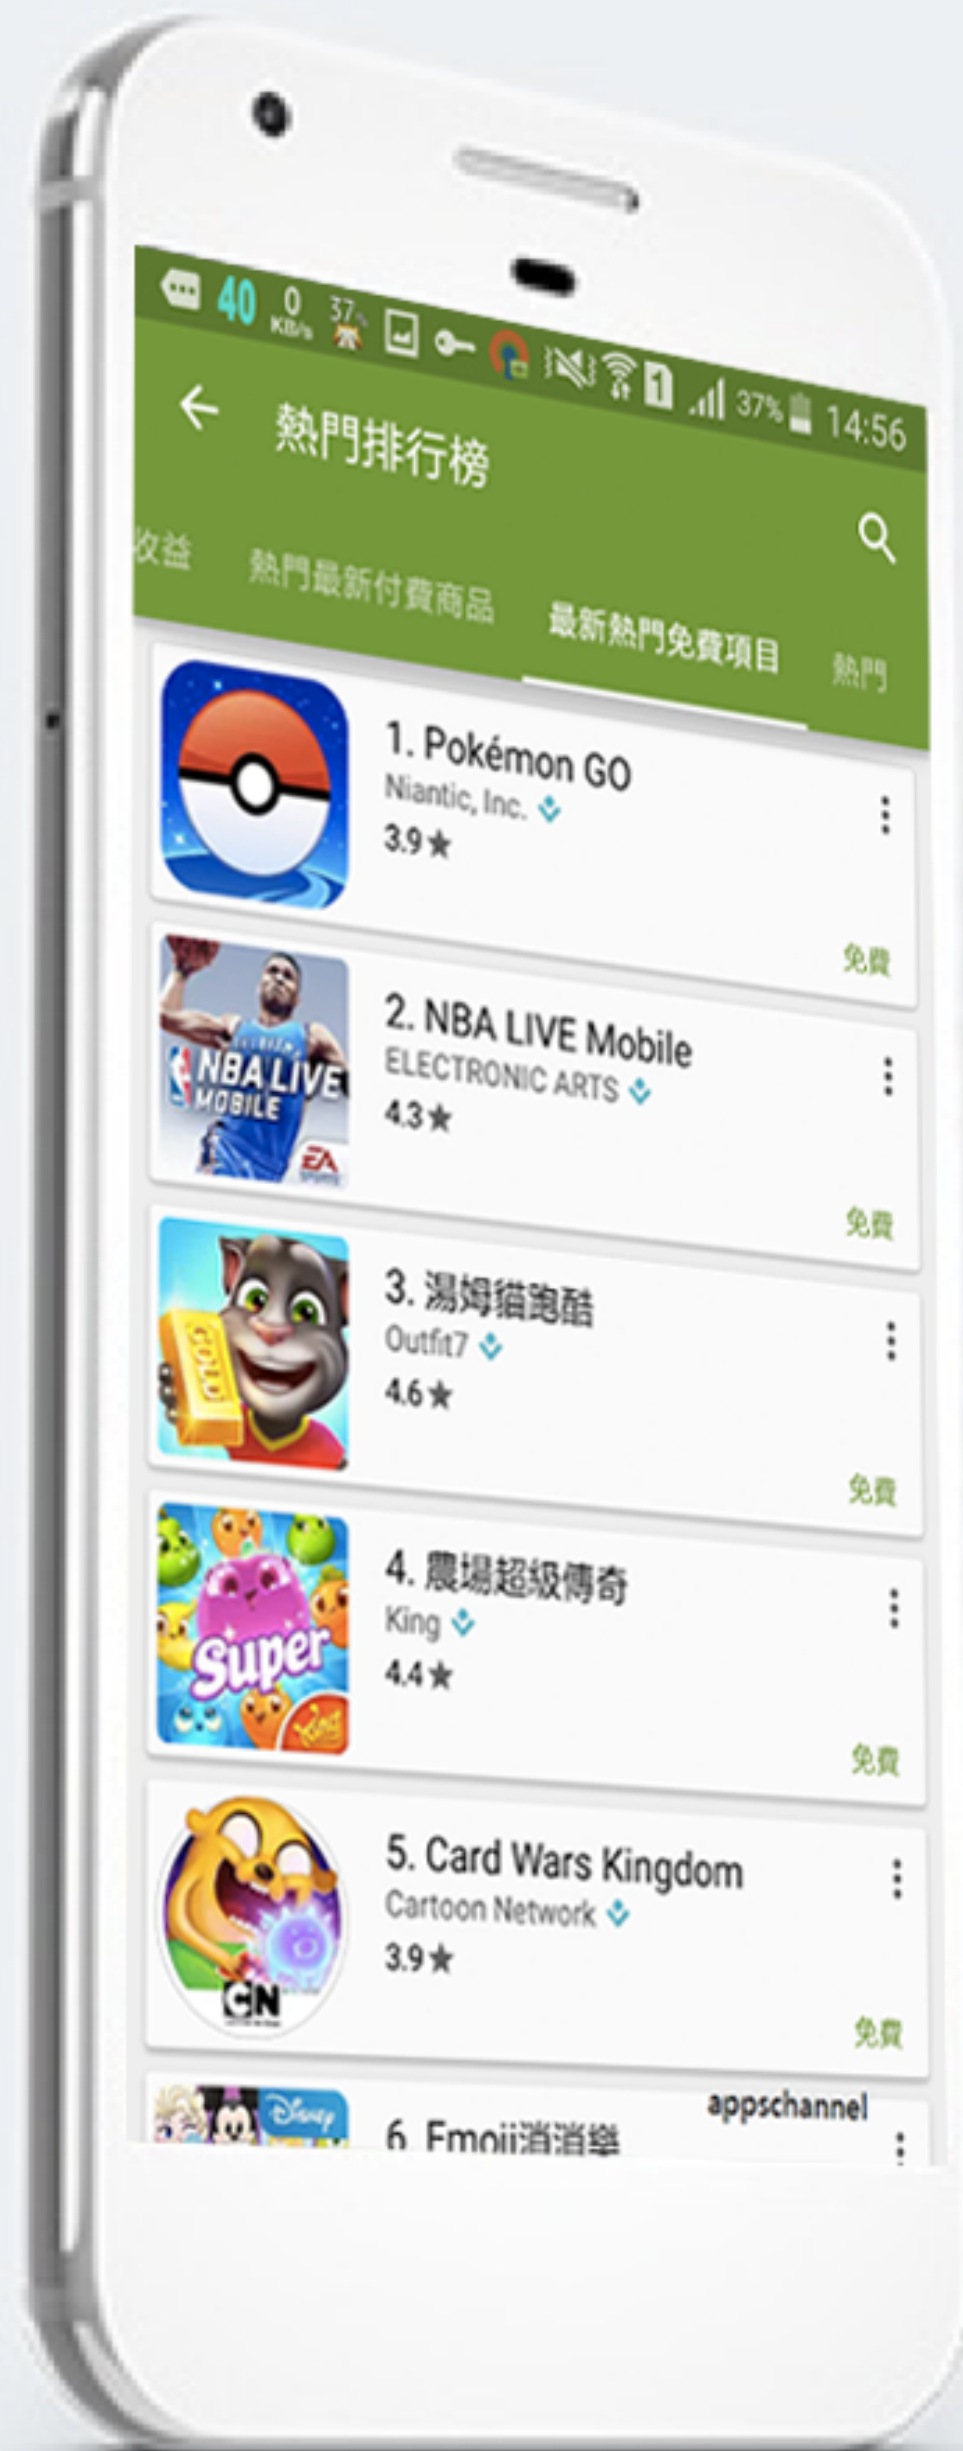 40
0
KB/s
37%
1
37%
14:56
熱門排行榜
收益
熱門最新付費商品
最新熱門免費項目
熱門
1. Pokémon GO
Niantic, Inc.
3.9★
免費
NBA LIVE
MOBILE
EA
SPORTS
2. NBA LIVE Mobile
ELECTRONIC ARTS
4.3★
免費
GOLD
3. 湯姆貓跑酷
Outfit7
4.6★
免費
Super
King
4. 農場超級傳奇
King
4.4★
免費
CN
5. Card Wars Kingdom
Cartoon Network
3.9★
免費
appschannel
Disney
6. Emoji消消樂